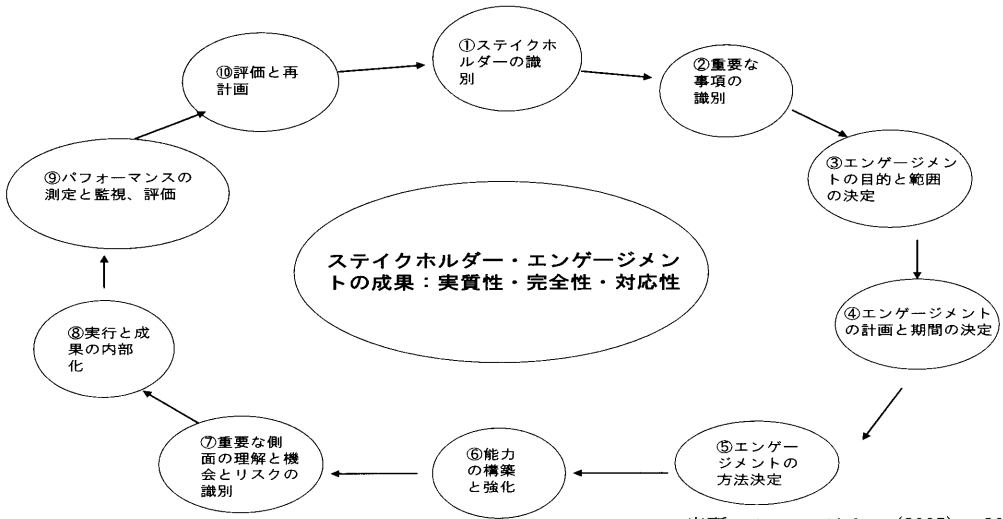 ①ステイクホ
ルダーの識
別
②重要な
事項の
識別
③エンゲージメン
トの目的と範囲
の決定
④エンゲージメント
の計画と期間の決定
⑤エンゲー
ジメントの
方法決定
⑥能力
の構築
と強化
⑦重要な側
面の理解と機
会とリスクの
識別
⑧実行と成
果の内部
化
⑨パフォーマンスの
測定と監視、評価
⑩評価と再
計画
ステイクホルダー・エンゲージメン
トの成果：実質性・完全性・対応性